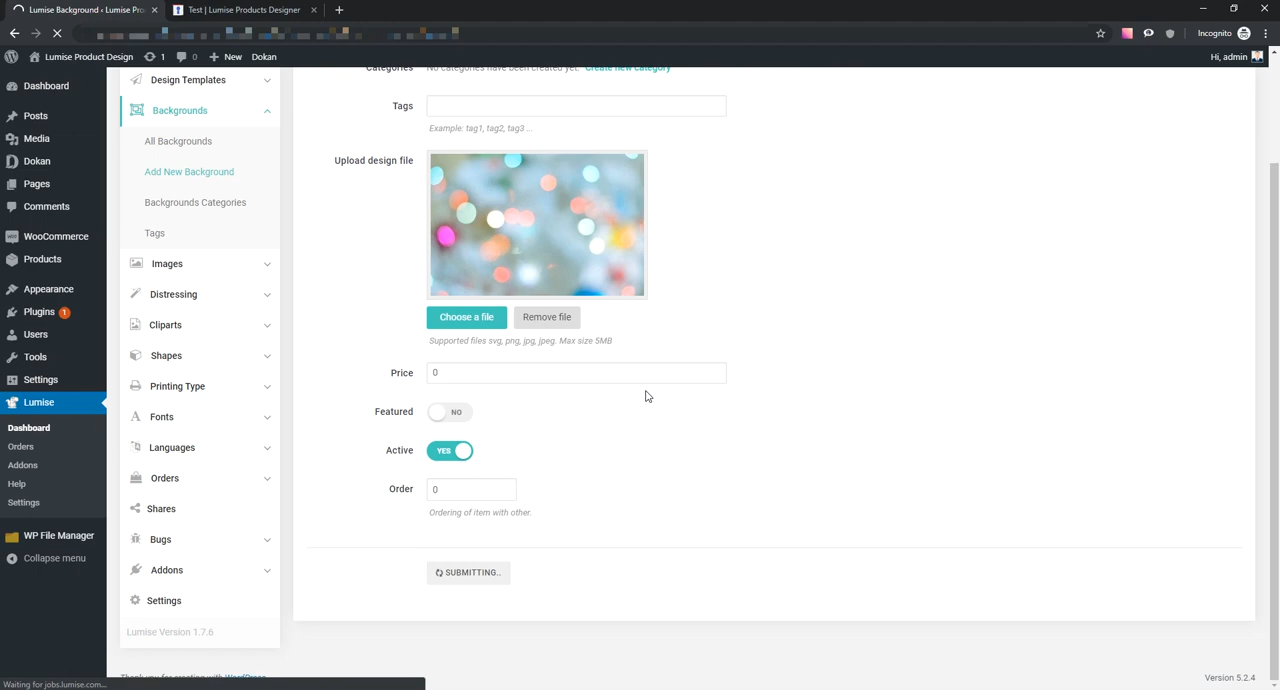 Lumise Background ‹ Lumise Pro
Test | Lumise Products Designer
Incognito
Lumise Product Design
1
0
New
Dokan
Hi, admin
Dashboard
Posts
Media
Dokan
Pages
Comments
WooCommerce
Products
Appearance
Plugins 1
Users
Tools
Settings
Lumise
Dashboard
Orders
Addons
Help
Settings
WP File Manager
Collapse menu
Design Templates
Backgrounds
All Backgrounds
Add New Background
Backgrounds Categories
Tags
Images
Distressing
Cliparts
Shapes
Printing Type
Fonts
Languages
Orders
Shares
Bugs
Addons
Settings
Lumise Version 1.7.6
Categories No categories have been created yet. Create new category
Tags
Example: tag1, tag2, tag3 ...
Upload design file
Choose a file
Remove file
Supported files svg, png, jpg, jpeg. Max size 5MB
Price 0
Featured NO
Active YES
Order 0
Ordering of item with other.
SUBMITTING..
Thank you for creating with WordPress
Version 5.2.4
Waiting for jobs.lumise.com...